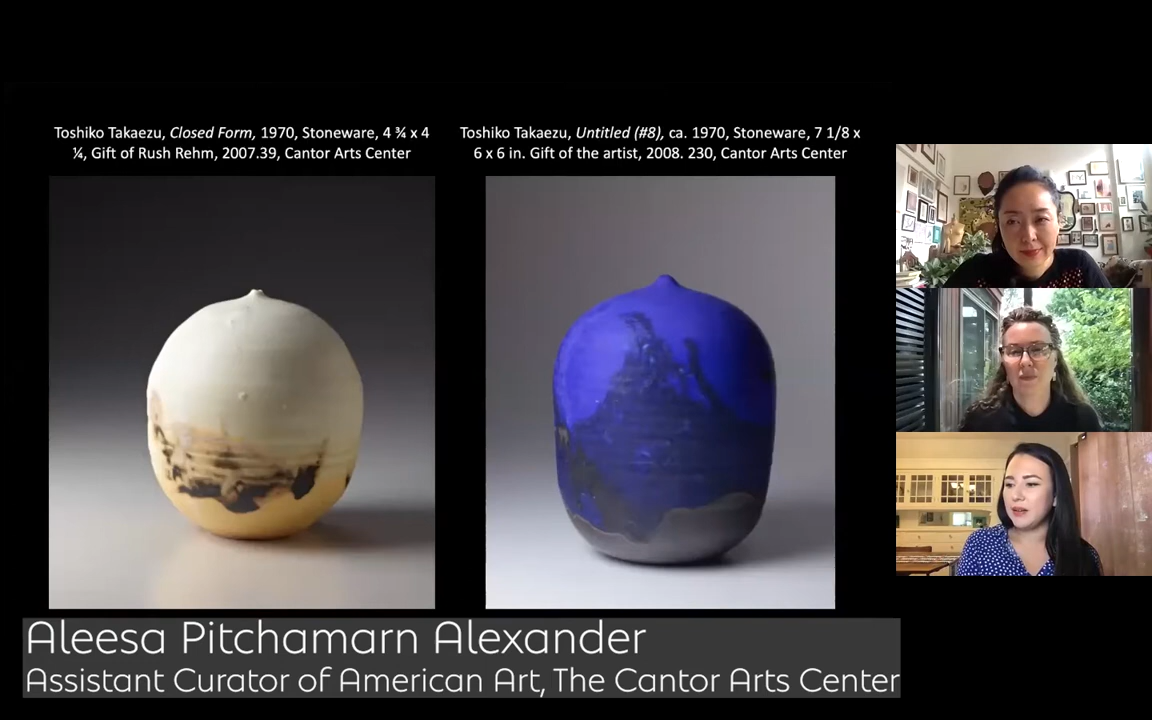 Toshiko Takaezu, Closed Form, 1970, Stoneware, 4 ¾ x 4
¼, Gift of Rush Rehm, 2007.39, Cantor Arts Center
Toshiko Takaezu, Untitled (#8), ca. 1970, Stoneware, 7 1/8 x
6 x 6 in. Gift of the artist, 2008. 230, Cantor Arts Center
Aleesa Pitchamarn Alexander
Assistant Curator of American Art, The Cantor Arts Center